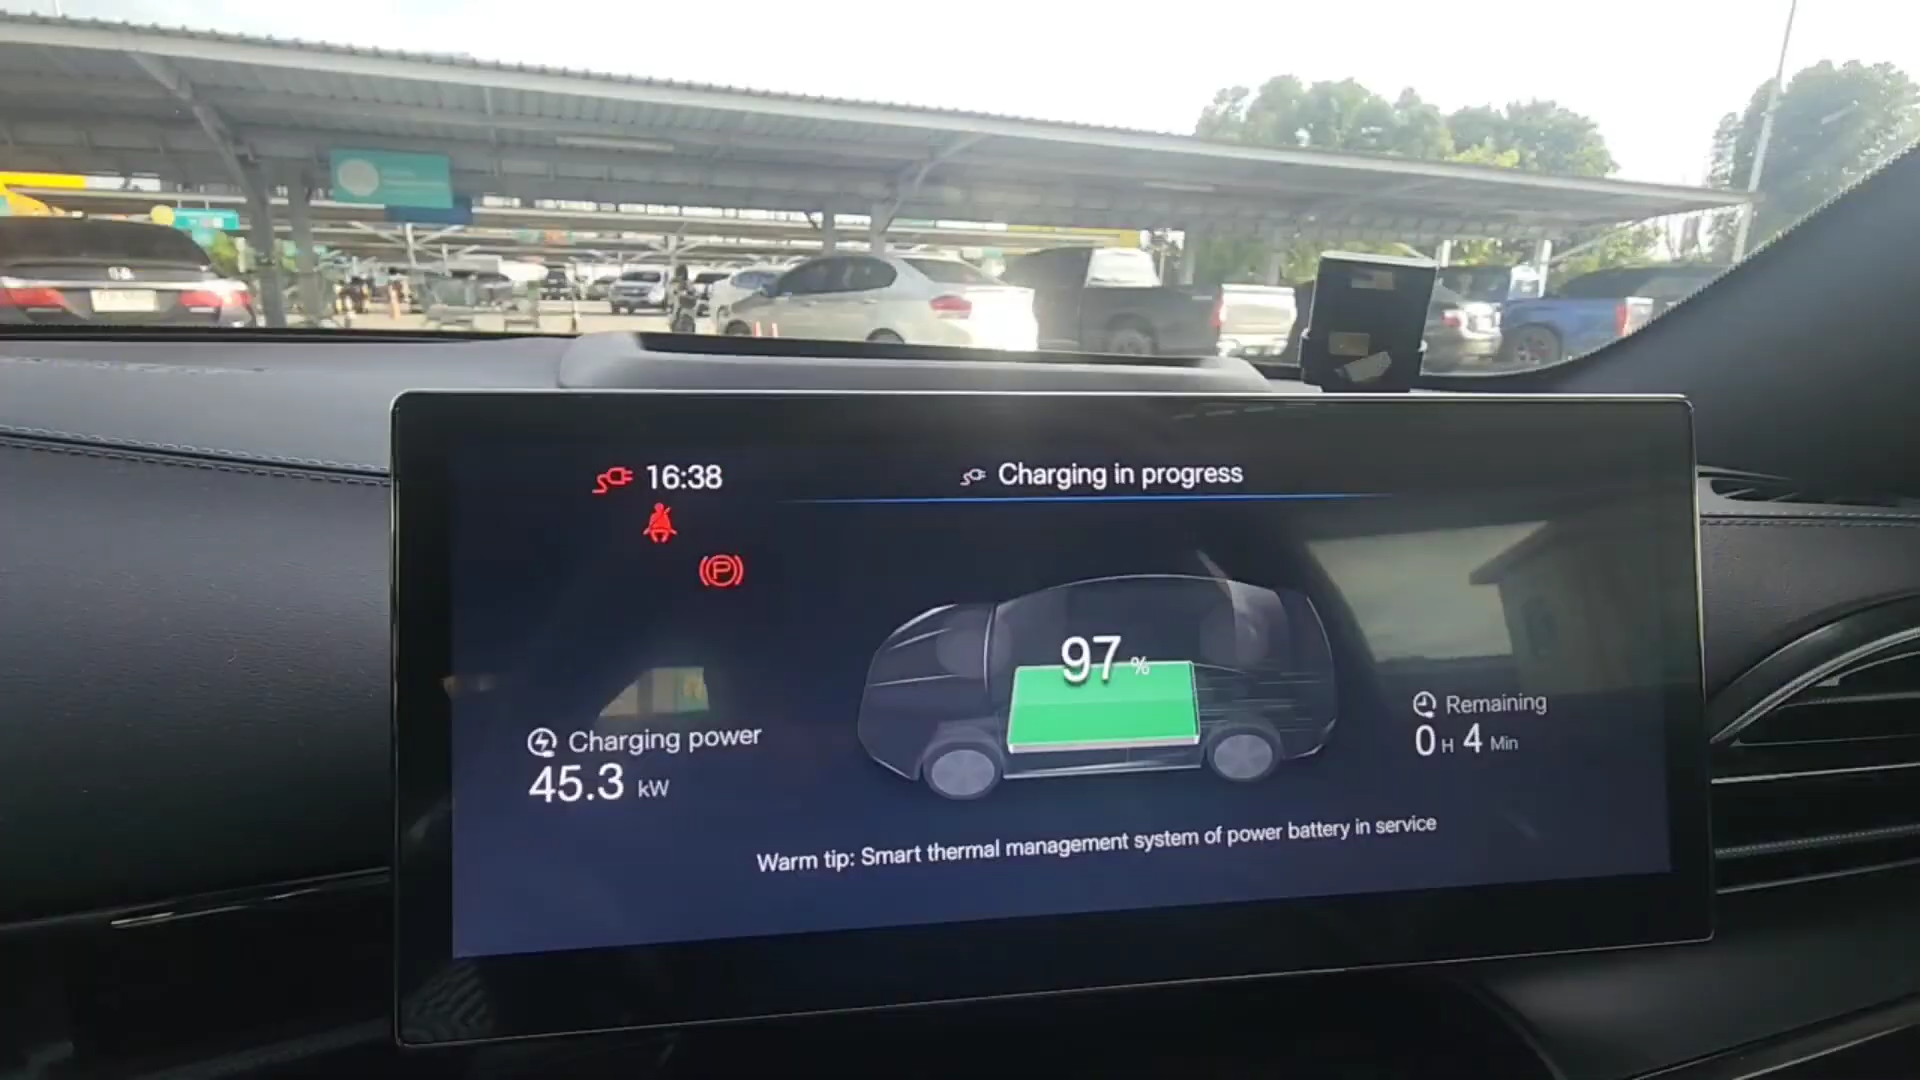 16:38
Charging in progress
97 %
Charging power
45.3 kW
Remaining
0 H 4 Min
Warm tip: Smart thermal management system of power battery in service